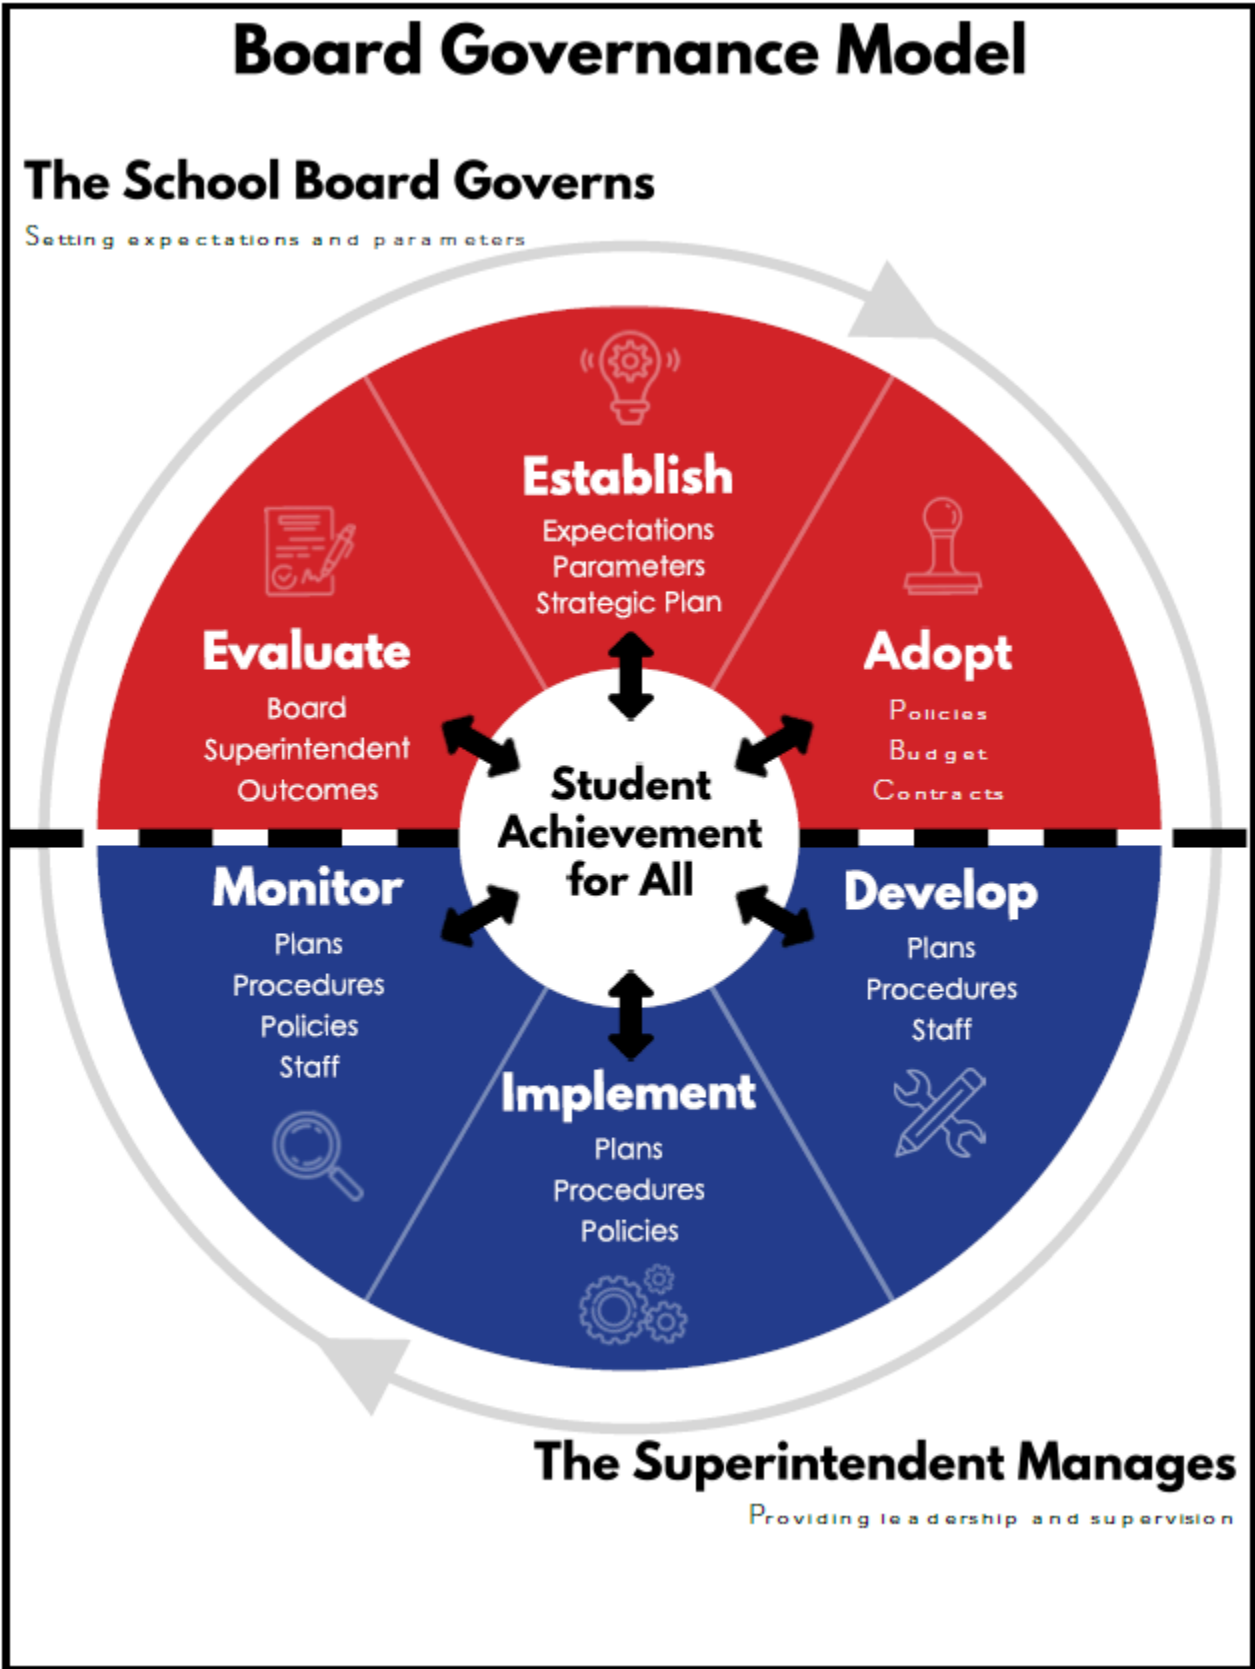 Board Governance Model
The School Board Governs
Setting expectations and parameters
Establish
Expectations
Parameters
Strategic Plan
Evaluate
Board
Superintendent
Outcomes
Adopt
Policies
Budget
Contracts
Student
Achievement
for All
Monitor
Plans
Procedures
Policies
Staff
Develop
Plans
Procedures
Staff
Implement
Plans
Procedures
Policies
The Superintendent Manages
Providing leadership and supervision